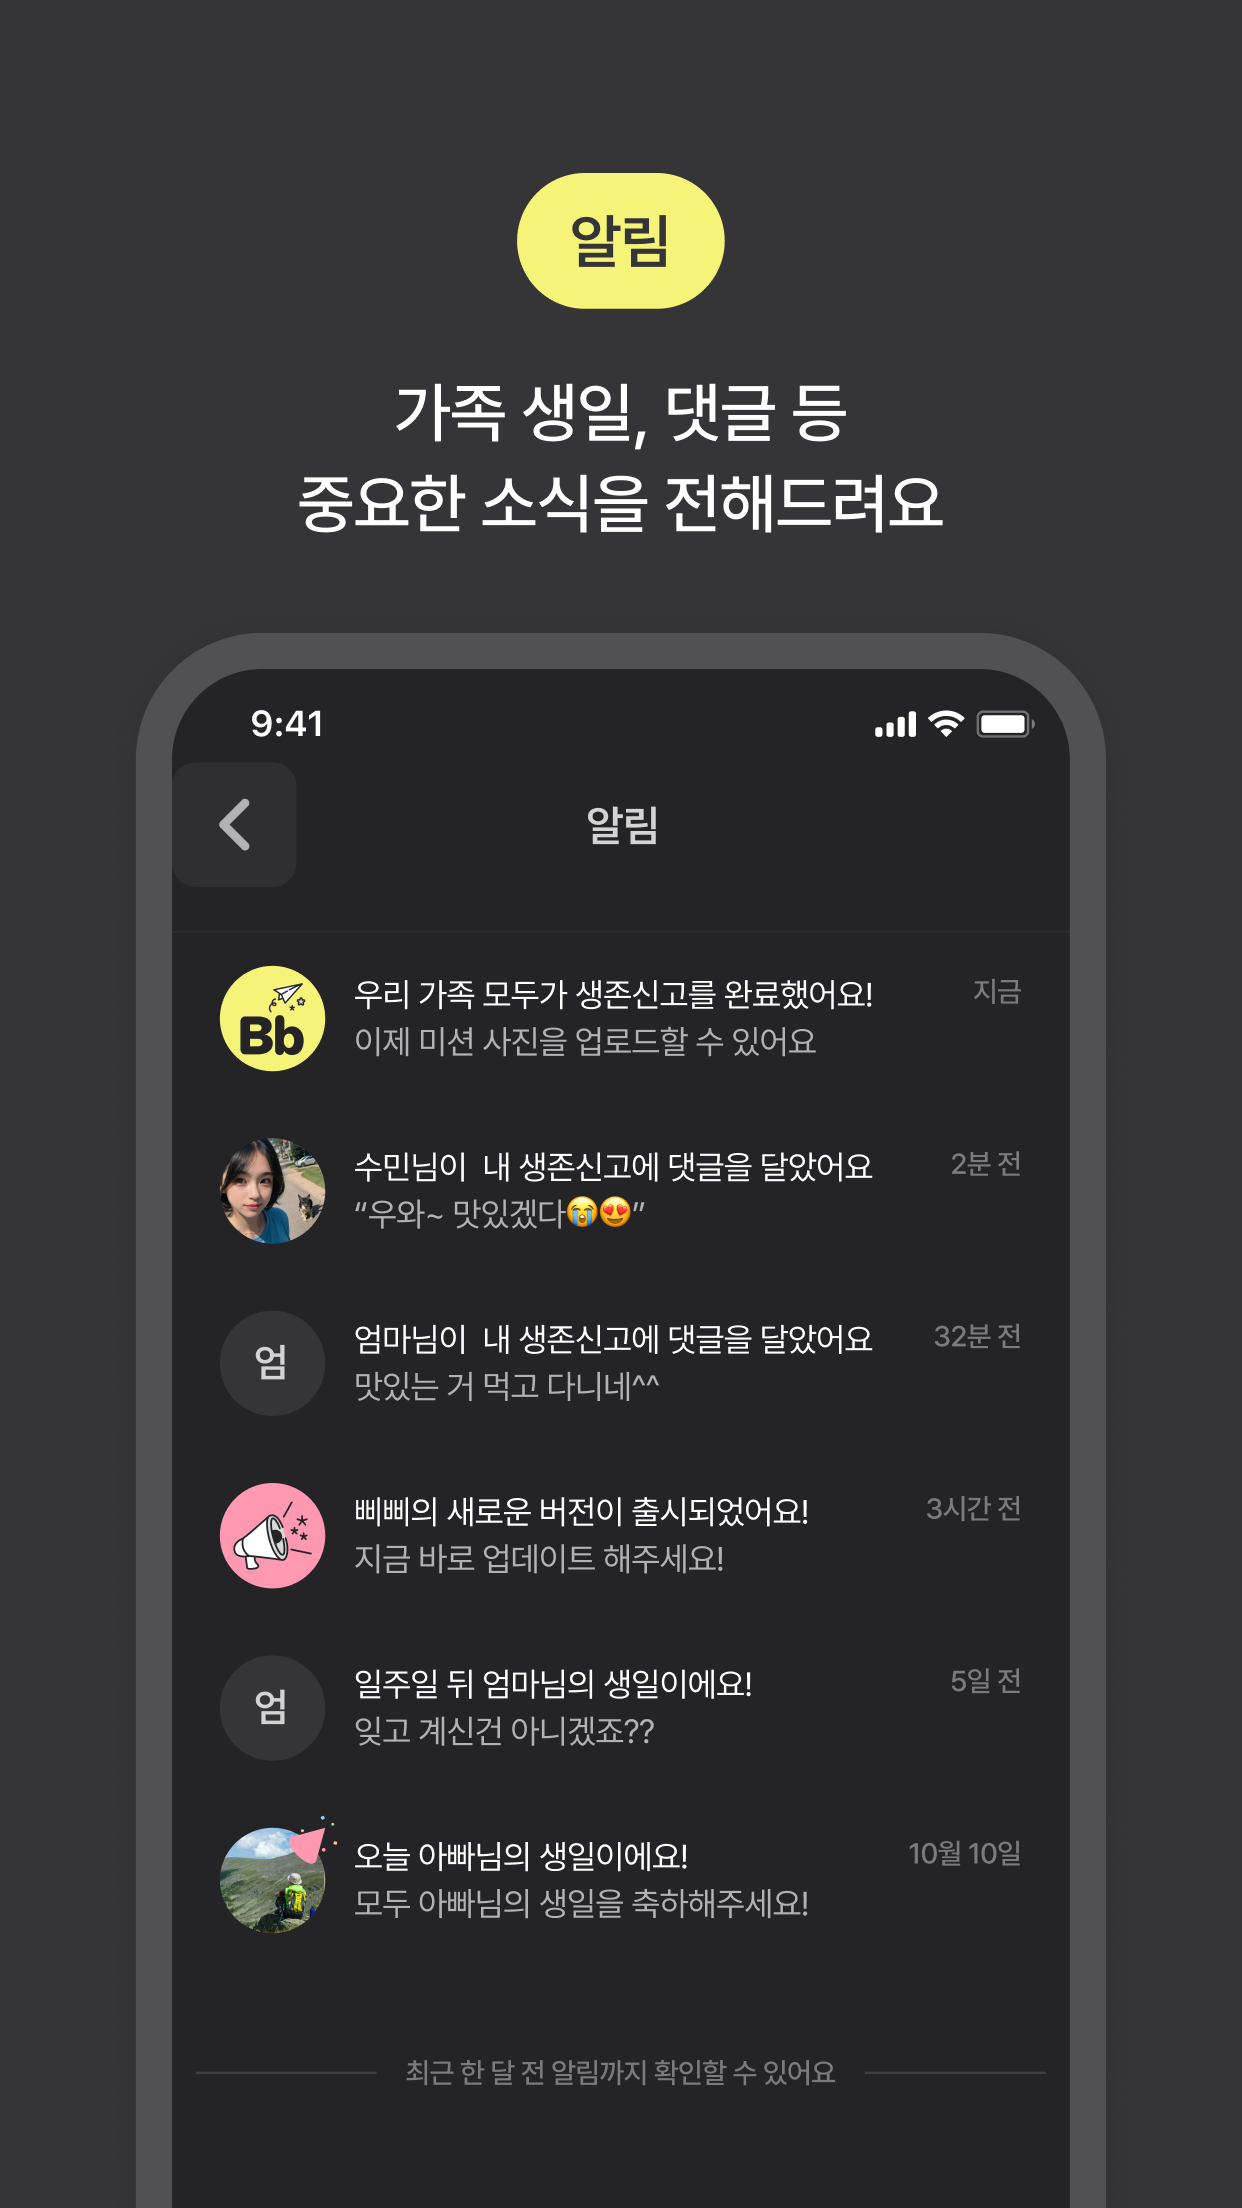 알림
가족 생일, 댓글 등
중요한 소식을 전해드려요
9:41
알림
Bb
우리 가족 모두가 생존신고를 완료했어요!
지금
이제 미션 사진을 업로드할 수 있어요
수민님이 내 생존신고에 댓글을 달았어요
2분 전
“우와~ 맛있겠다😭😍”
엄
엄마님이 내 생존신고에 댓글을 달았어요
32분 전
맛있는 거 먹고 다니네^^
삐삐의 새로운 버전이 출시되었어요!
3시간 전
지금 바로 업데이트 해주세요!
엄
일주일 뒤 엄마님의 생일이에요!
5일 전
잊고 계신건 아니겠죠??
오늘 아빠님의 생일이에요!
10월 10일
모두 아빠님의 생일을 축하해주세요!
최근 한 달 전 알림까지 확인할 수 있어요